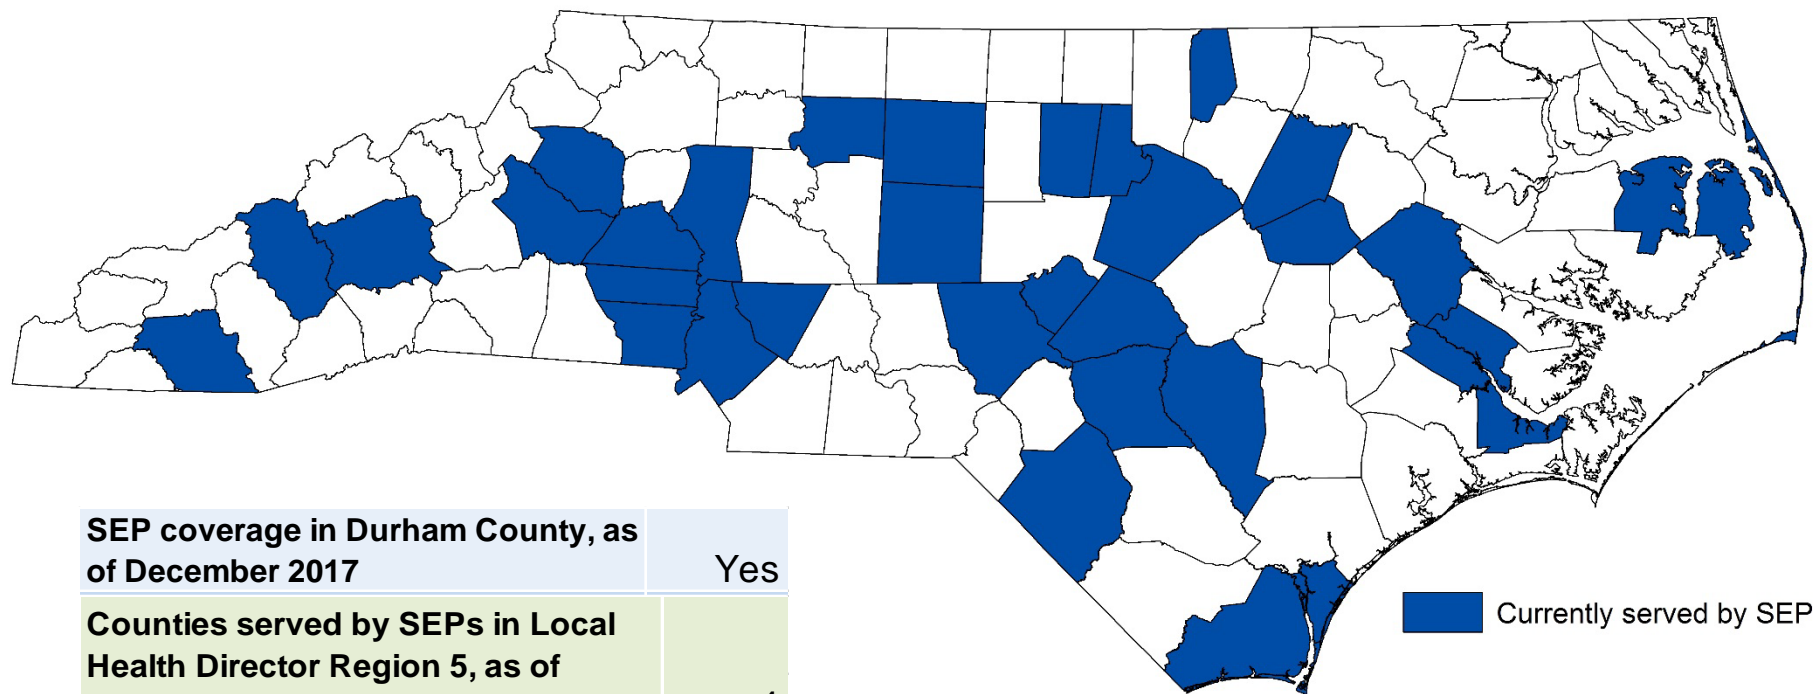 SEP coverage in Durham County, as
of December 2017
Yes
Counties served by SEPs in Local
Health Director Region 5, as of
Currently served by SEP